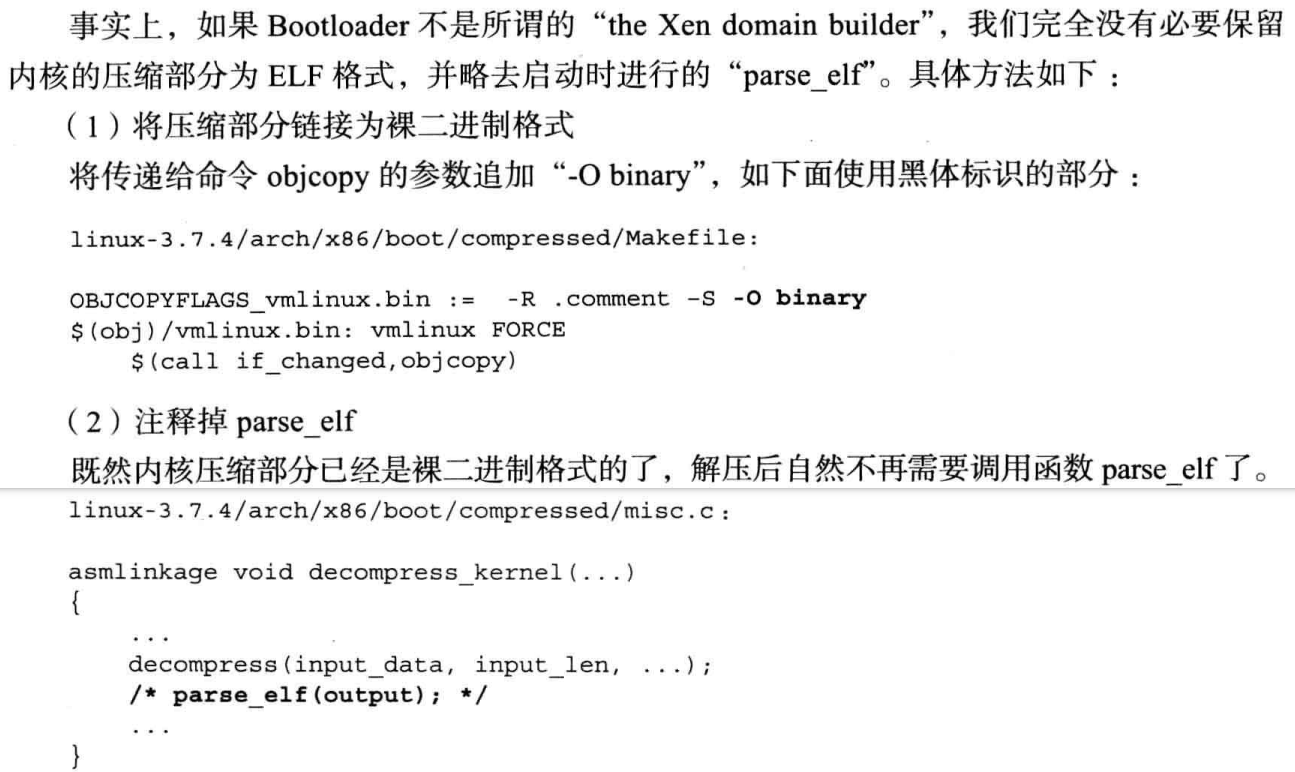 事实上，如果 Bootloader 不是所谓的“the Xen domain builder”，我们完全没有必要保留
内核的压缩部分为 ELF 格式，并略去启动时进行的“parse_elf”。具体方法如下：
（1）将压缩部分链接为裸二进制格式
将传递给命令 objcopy 的参数追加“-O binary”，如下面使用黑体标识的部分：
linux-3.7.4/arch/x86/boot/compressed/Makefile:
OBJCOPYFLAGS_vmlinux.bin :=  -R .comment -S -O binary
$(obj)/vmlinux.bin: vmlinux FORCE
    $(call if_changed,objcopy)
（2）注释掉 parse_elf
既然内核压缩部分已经是裸二进制格式的了，解压后自然不再需要调用函数 parse_elf 了。
linux-3.7.4/arch/x86/boot/compressed/misc.c：
asmlinkage void decompress_kernel(...)
{
    ...
    decompress(input_data, input_len, ...);
    /* parse_elf(output); */
    ...
}